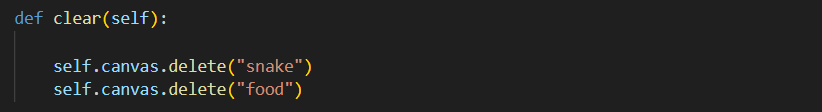 def clear(self):
self.canvas.delete("snake")
self.canvas.delete("food")